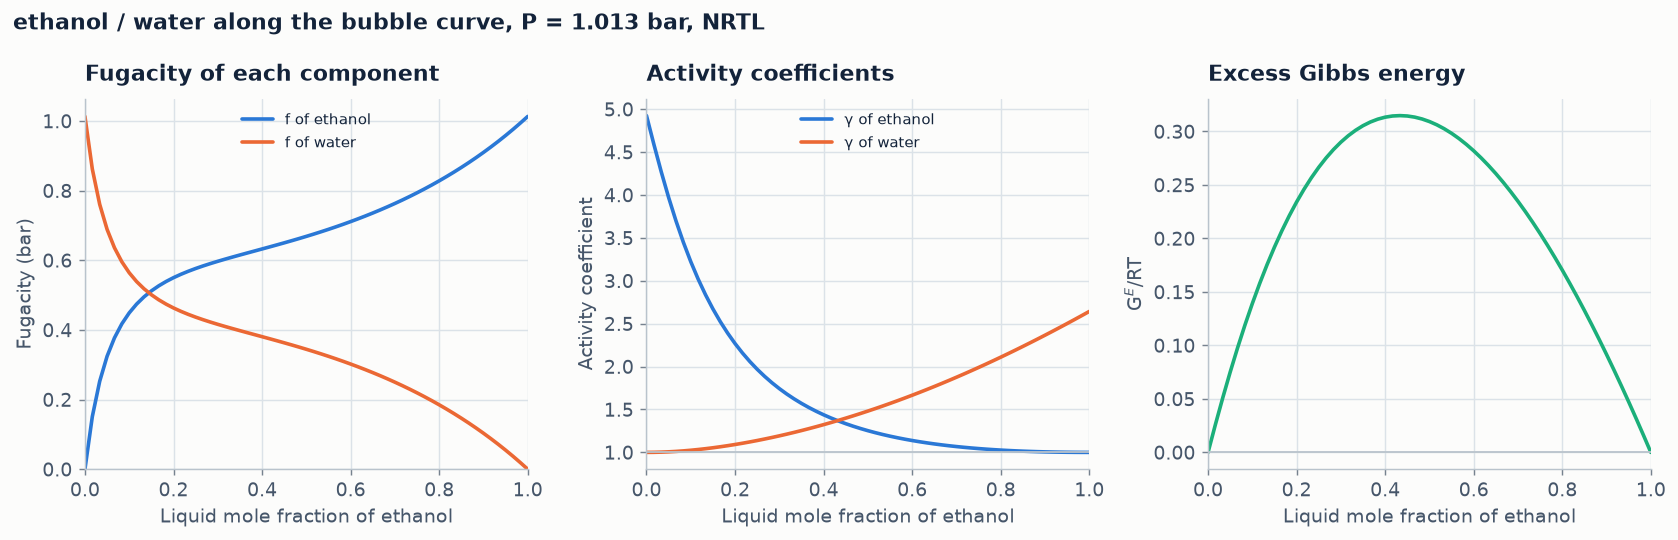 ethanol / water along the bubble curve, P = 1.013 bar, NRTL
Fugacity of each component
f of ethanol
f of water
Fugacity (bar)
1.0
0.8
0.6
0.4
0.2
0.0
0.0 0.2 0.4 0.6 0.8 1.0
Liquid mole fraction of ethanol
Activity coefficients
γ of ethanol
γ of water
Activity coefficient
5.0
4.5
4.0
3.5
3.0
2.5
2.0
1.5
1.0
0.0 0.2 0.4 0.6 0.8 1.0
Liquid mole fraction of ethanol
Excess Gibbs energy
G^E/RT
0.30
0.25
0.20
0.15
0.10
0.05
0.00
0.0 0.2 0.4 0.6 0.8 1.0
Liquid mole fraction of ethanol